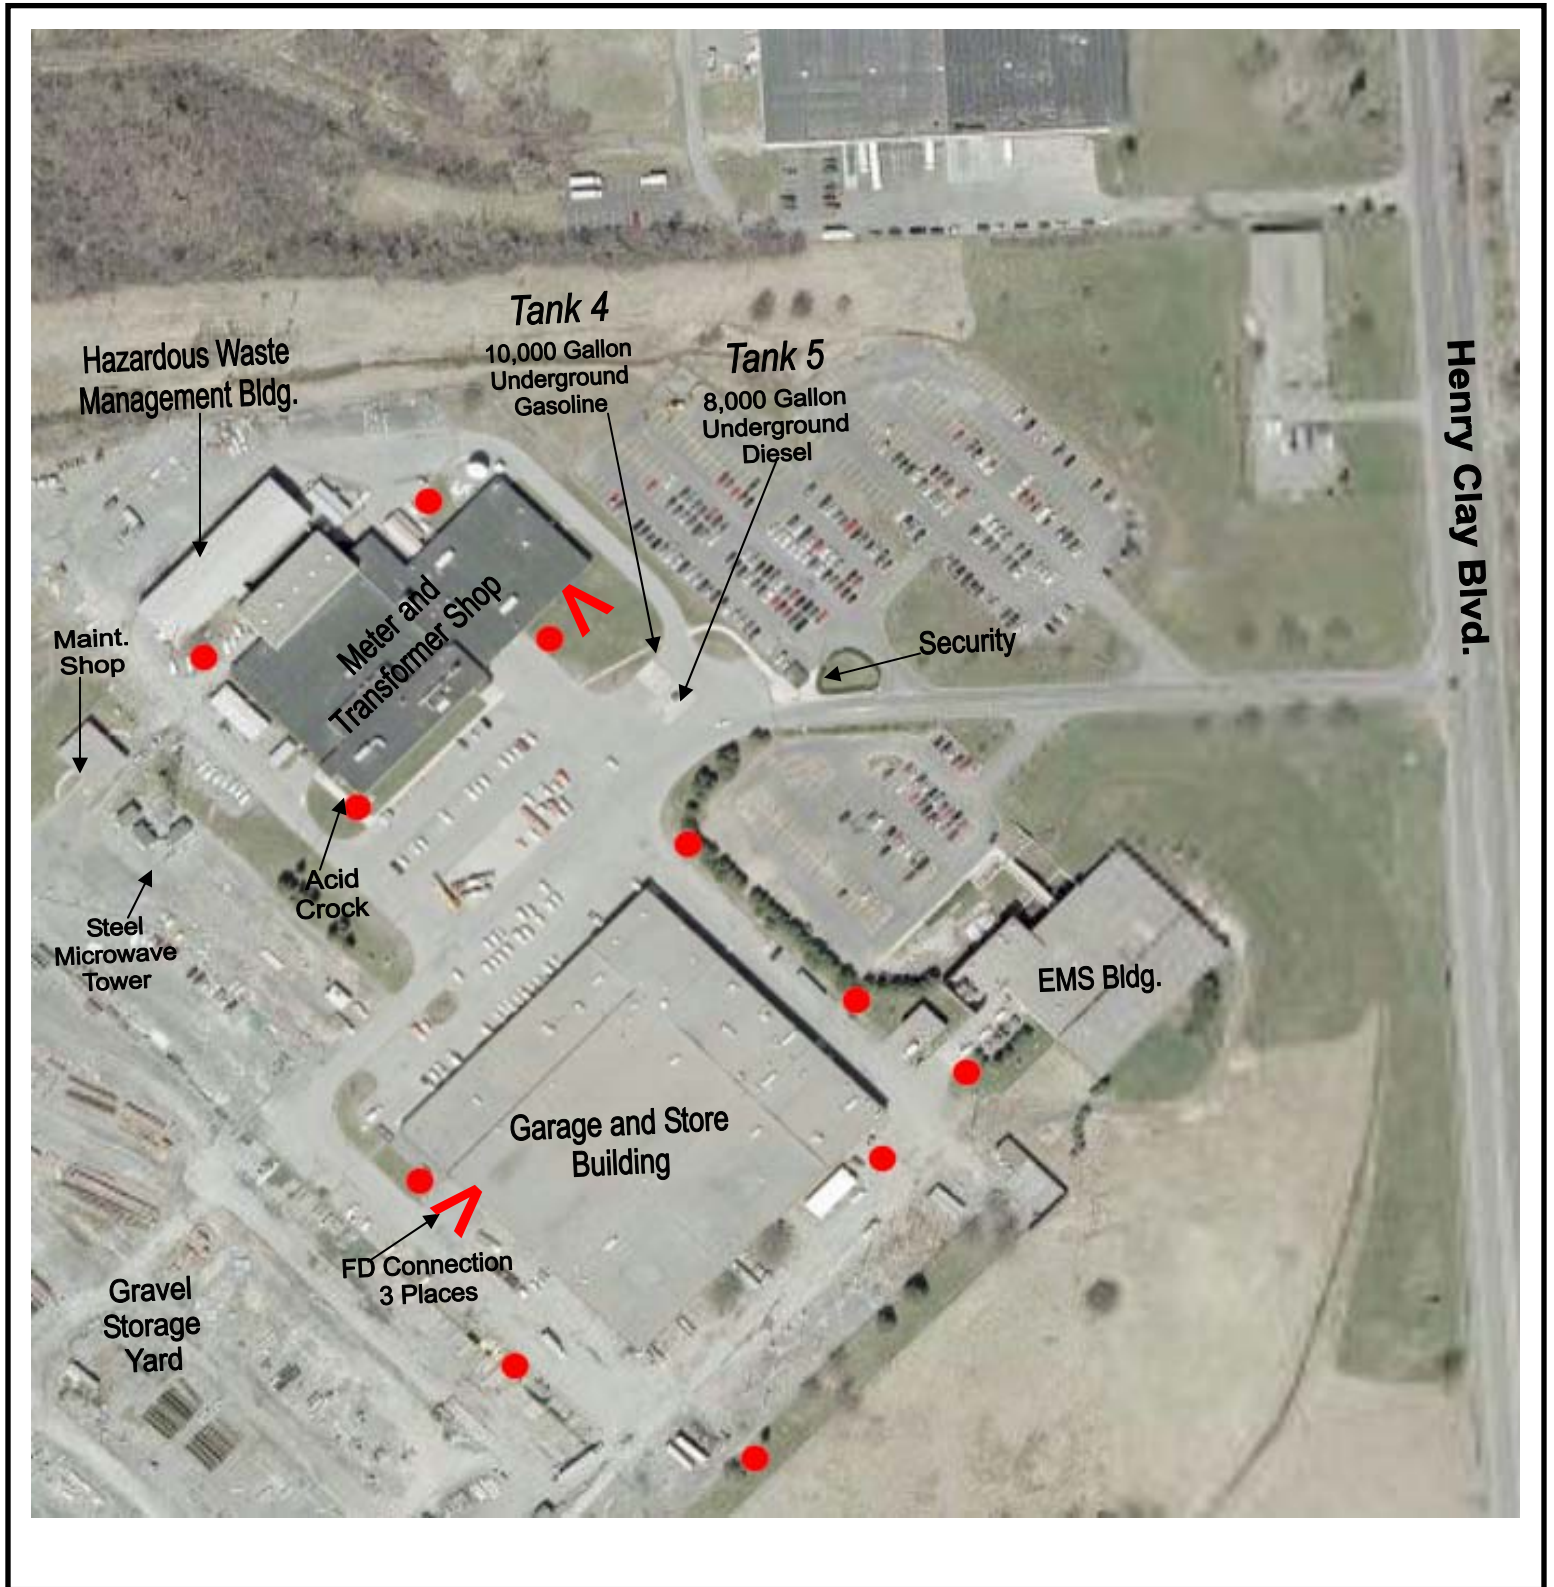 Tank 4
10,000 Gallon
Underground
Gasoline
Tank 5
8,000 Gallon
Underground
Diesel
Hazardous Waste
Management Bldg.
Henry Clay Blvd.
Meter and
Transformer Shop
Maint.
Shop
Security
Acid
Crock
Steel
Microwave
Tower
EMS Bldg.
Garage and Store
Building
FD Connection
3 Places
Gravel
Storage
Yard